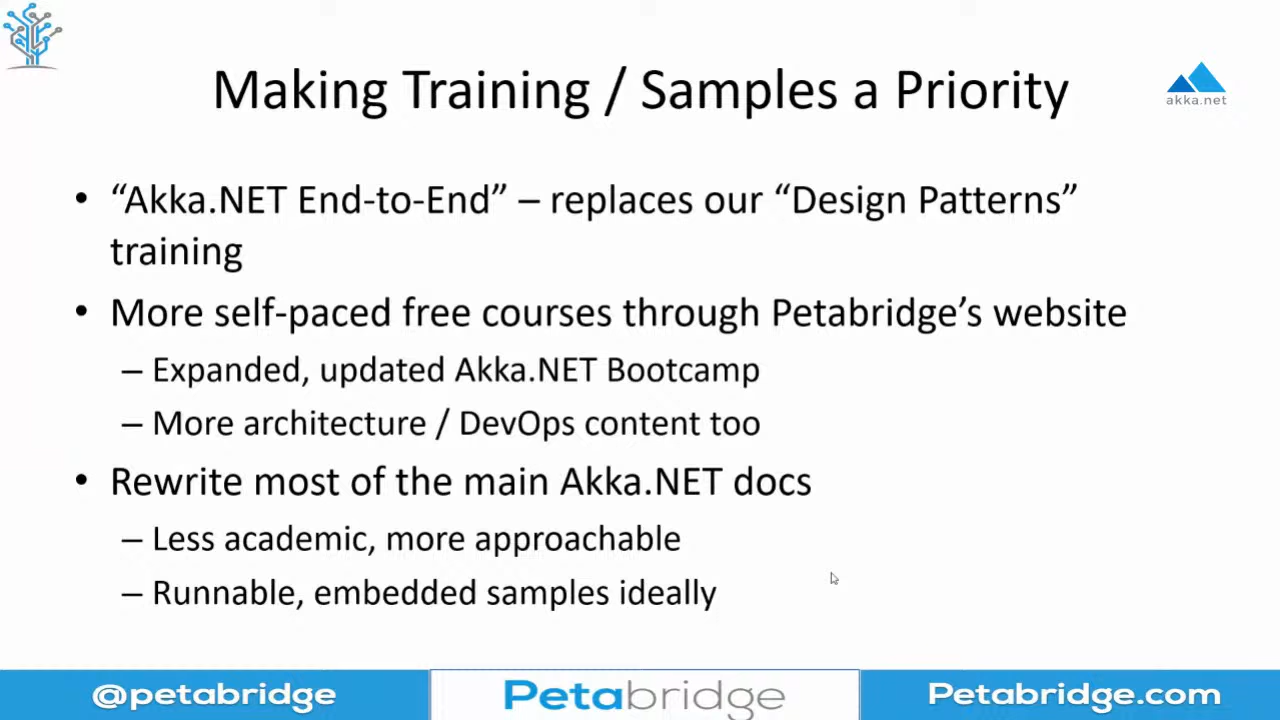 Making Training / Samples a Priority
akka.net
• “Akka.NET End-to-End” – replaces our “Design Patterns”
training
• More self-paced free courses through Petabridge’s website
– Expanded, updated Akka.NET Bootcamp
– More architecture / DevOps content too
• Rewrite most of the main Akka.NET docs
– Less academic, more approachable
– Runnable, embedded samples ideally
@petabridge
Petabridge
Petabridge.com